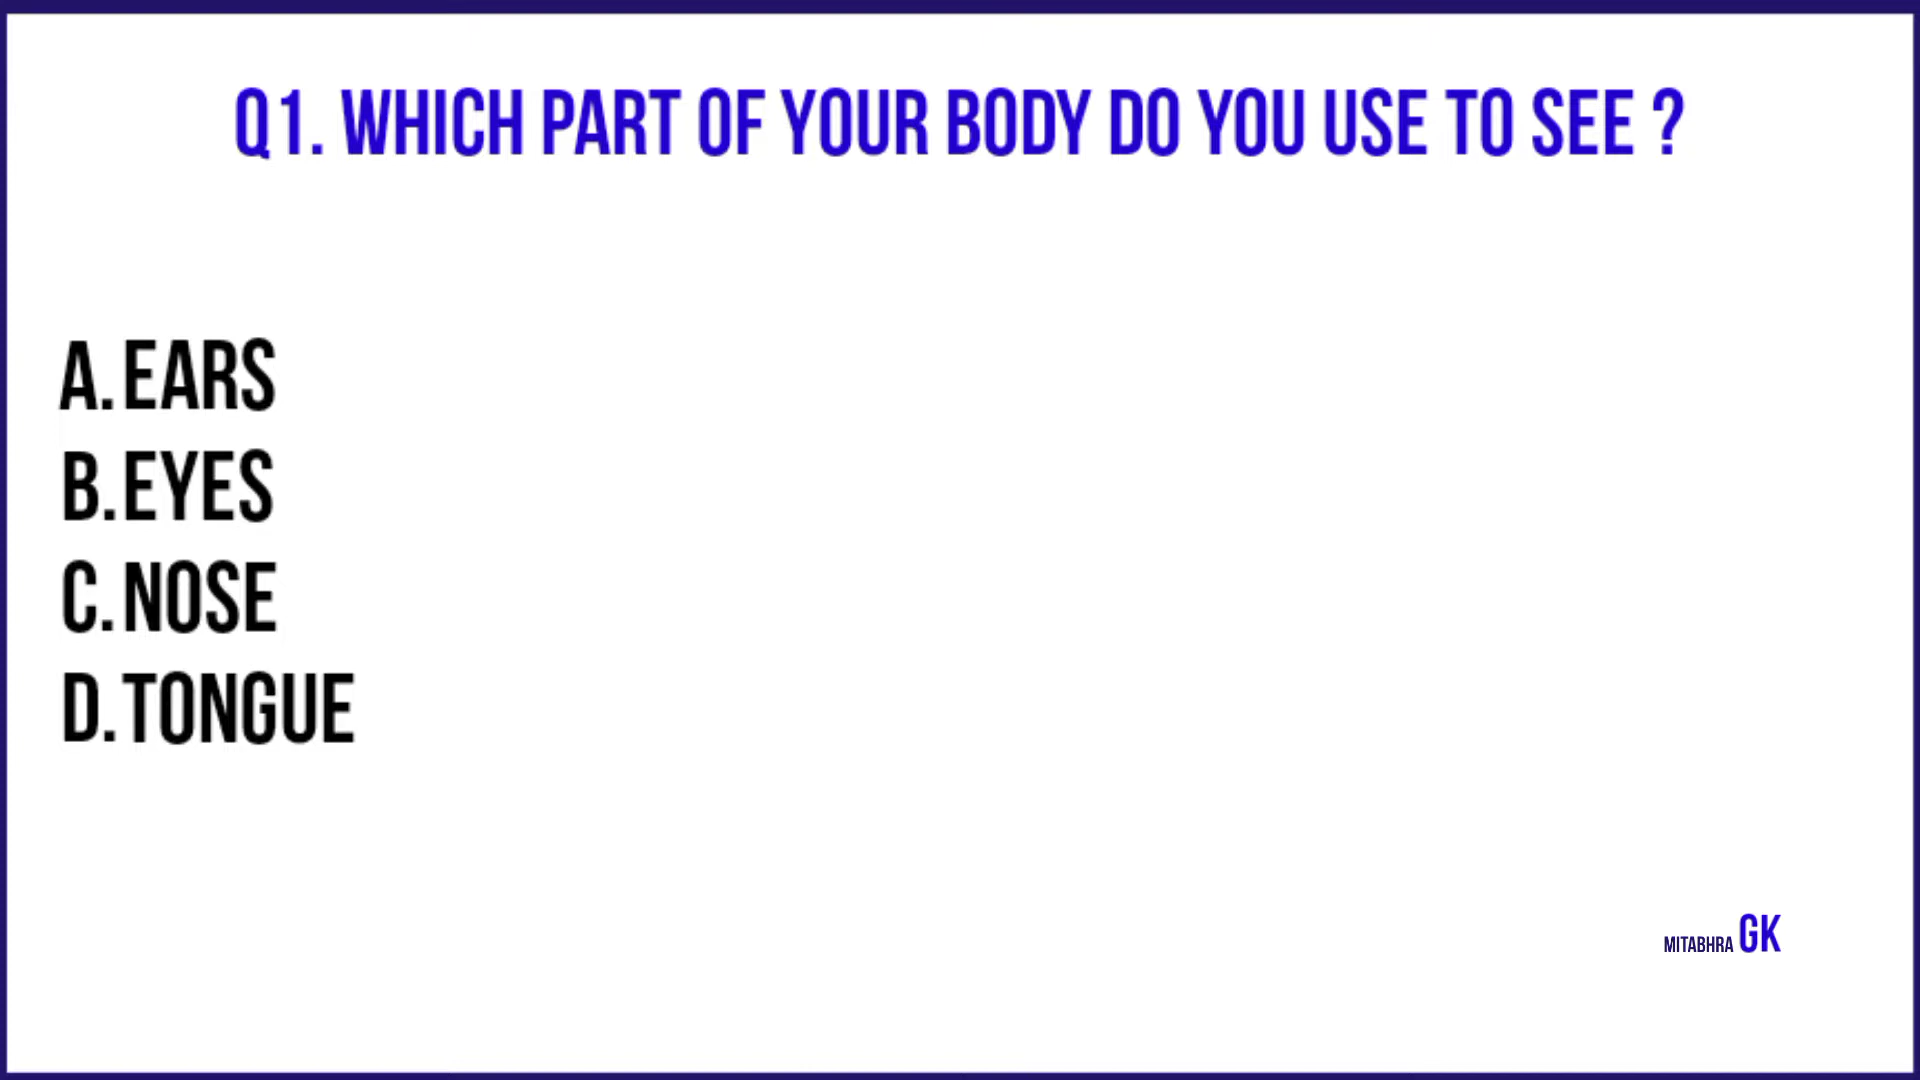 Q1. WHICH PART OF YOUR BODY DO YOU USE TO SEE ?
A. EARS
B. EYES
C. NOSE
D. TONGUE
MITABHRA GK